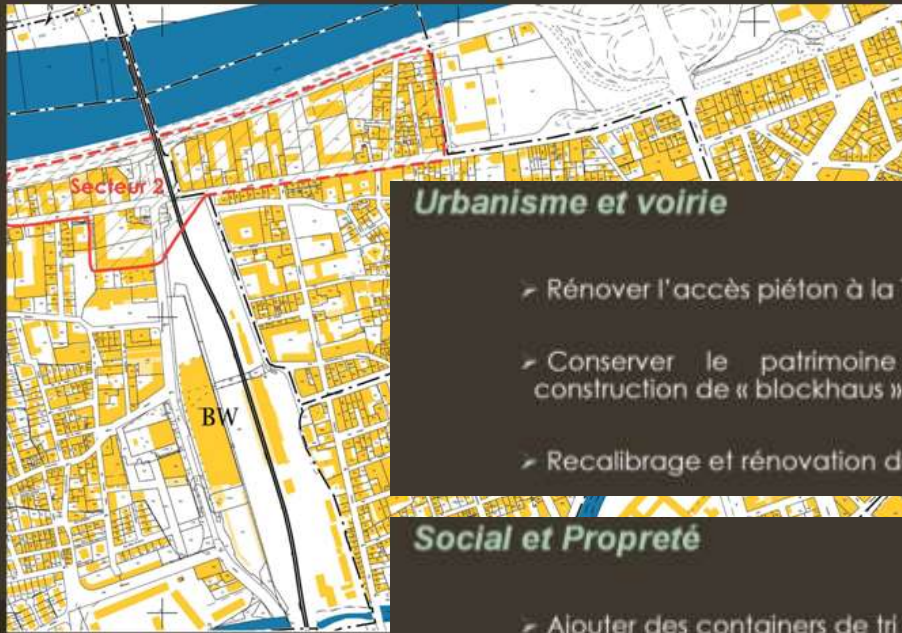 Secteur 2
BW
Urbanisme et voirie
➢ Rénover l'accès piéton à la
➢ Conserver le patrimoine
construction de « blockhaus »
➢ Recalibrage et rénovation d
Social et Propreté
➢ Ajouter des containers de tri